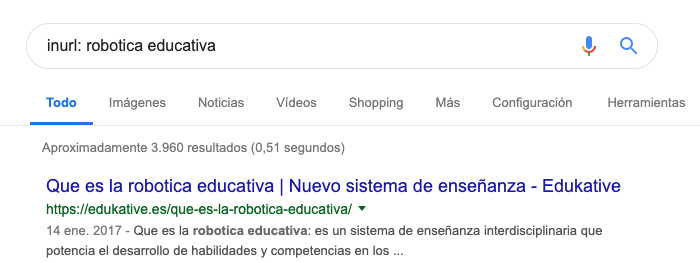 inurl: robotica educativa
Todo Imágenes Noticias Vídeos Shopping Más Configuración Herramientas
Aproximadamente 3.960 resultados (0,51 segundos)
Que es la robotica educativa | Nuevo sistema de enseñanza - Edukative
https://edukative.es/que-es-la-robotica-educativa/
14 ene. 2017 - Que es la robotica educativa: es un sistema de enseñanza interdisciplinaria que
potencia el desarrollo de habilidades y competencias en los ...